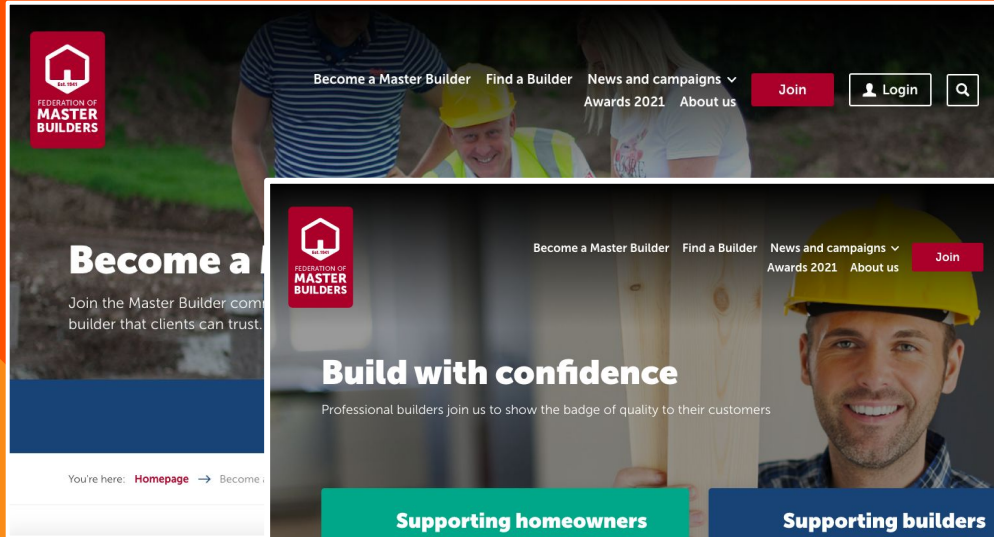 Est. 1941
FEDERATION OF
MASTER
BUILDERS
Become a Master Builder Find a Builder News and campaigns
Awards 2021 About us
Join
Login
Become a
Join the Master Builder
builder that clients can trust.
You're here: Homepage → Become
Est. 1941
FEDERATION OF
MASTER
BUILDERS
Become a Master Builder Find a Builder News and campaigns
Awards 2021 About us
Join
Build with confidence
Professional builders join us to show the badge of quality to their customers
Supporting homeowners
Supporting builders